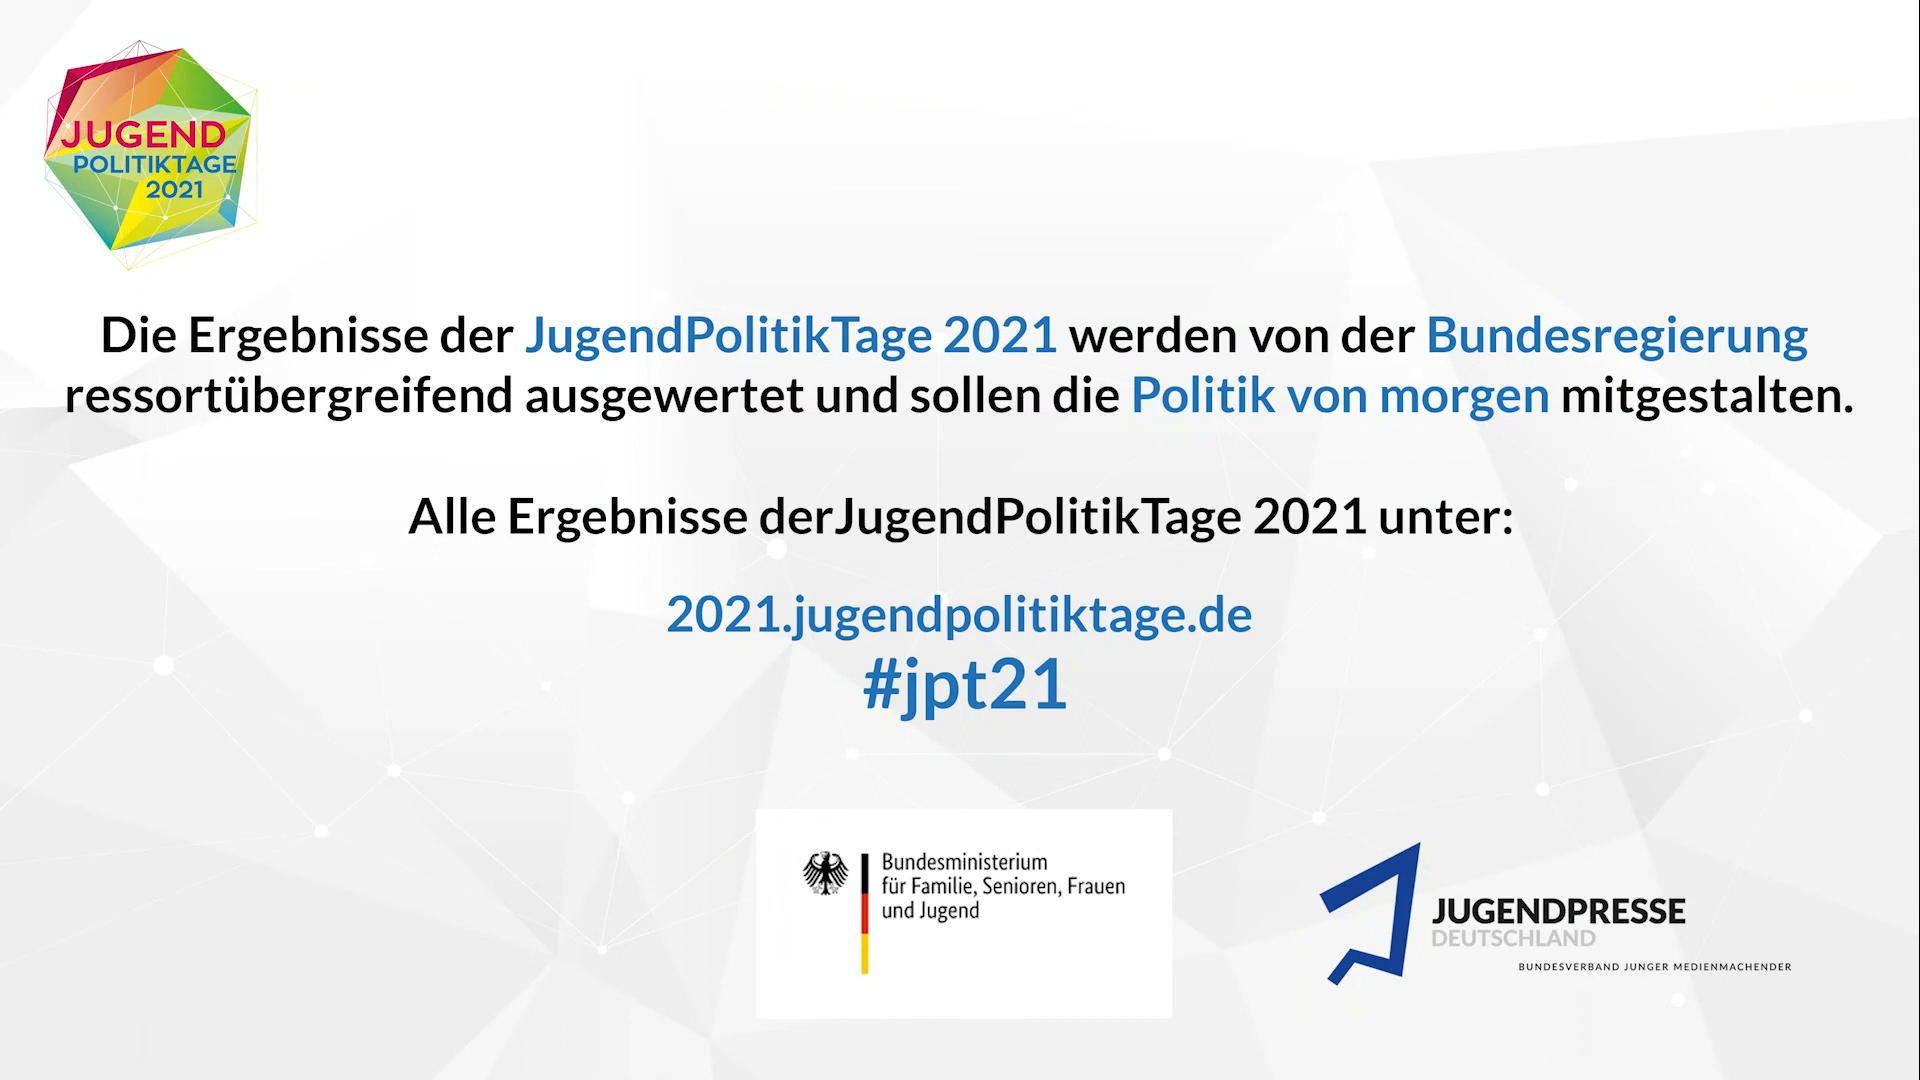 JUGEND
POLITIKTAGE
2021
Die Ergebnisse der JugendPolitikTage 2021 werden von der Bundesregierung
ressortübergreifend ausgewertet und sollen die Politik von morgen mitgestalten.
Alle Ergebnisse derJugendPolitikTage 2021 unter:
2021.jugendpolitiktage.de
#jpt21
Bundesministerium
für Familie, Senioren, Frauen
und Jugend
JUGENDPRESSE
DEUTSCHLAND
BUNDESVERBAND JUNGER MEDIENMACHENDER